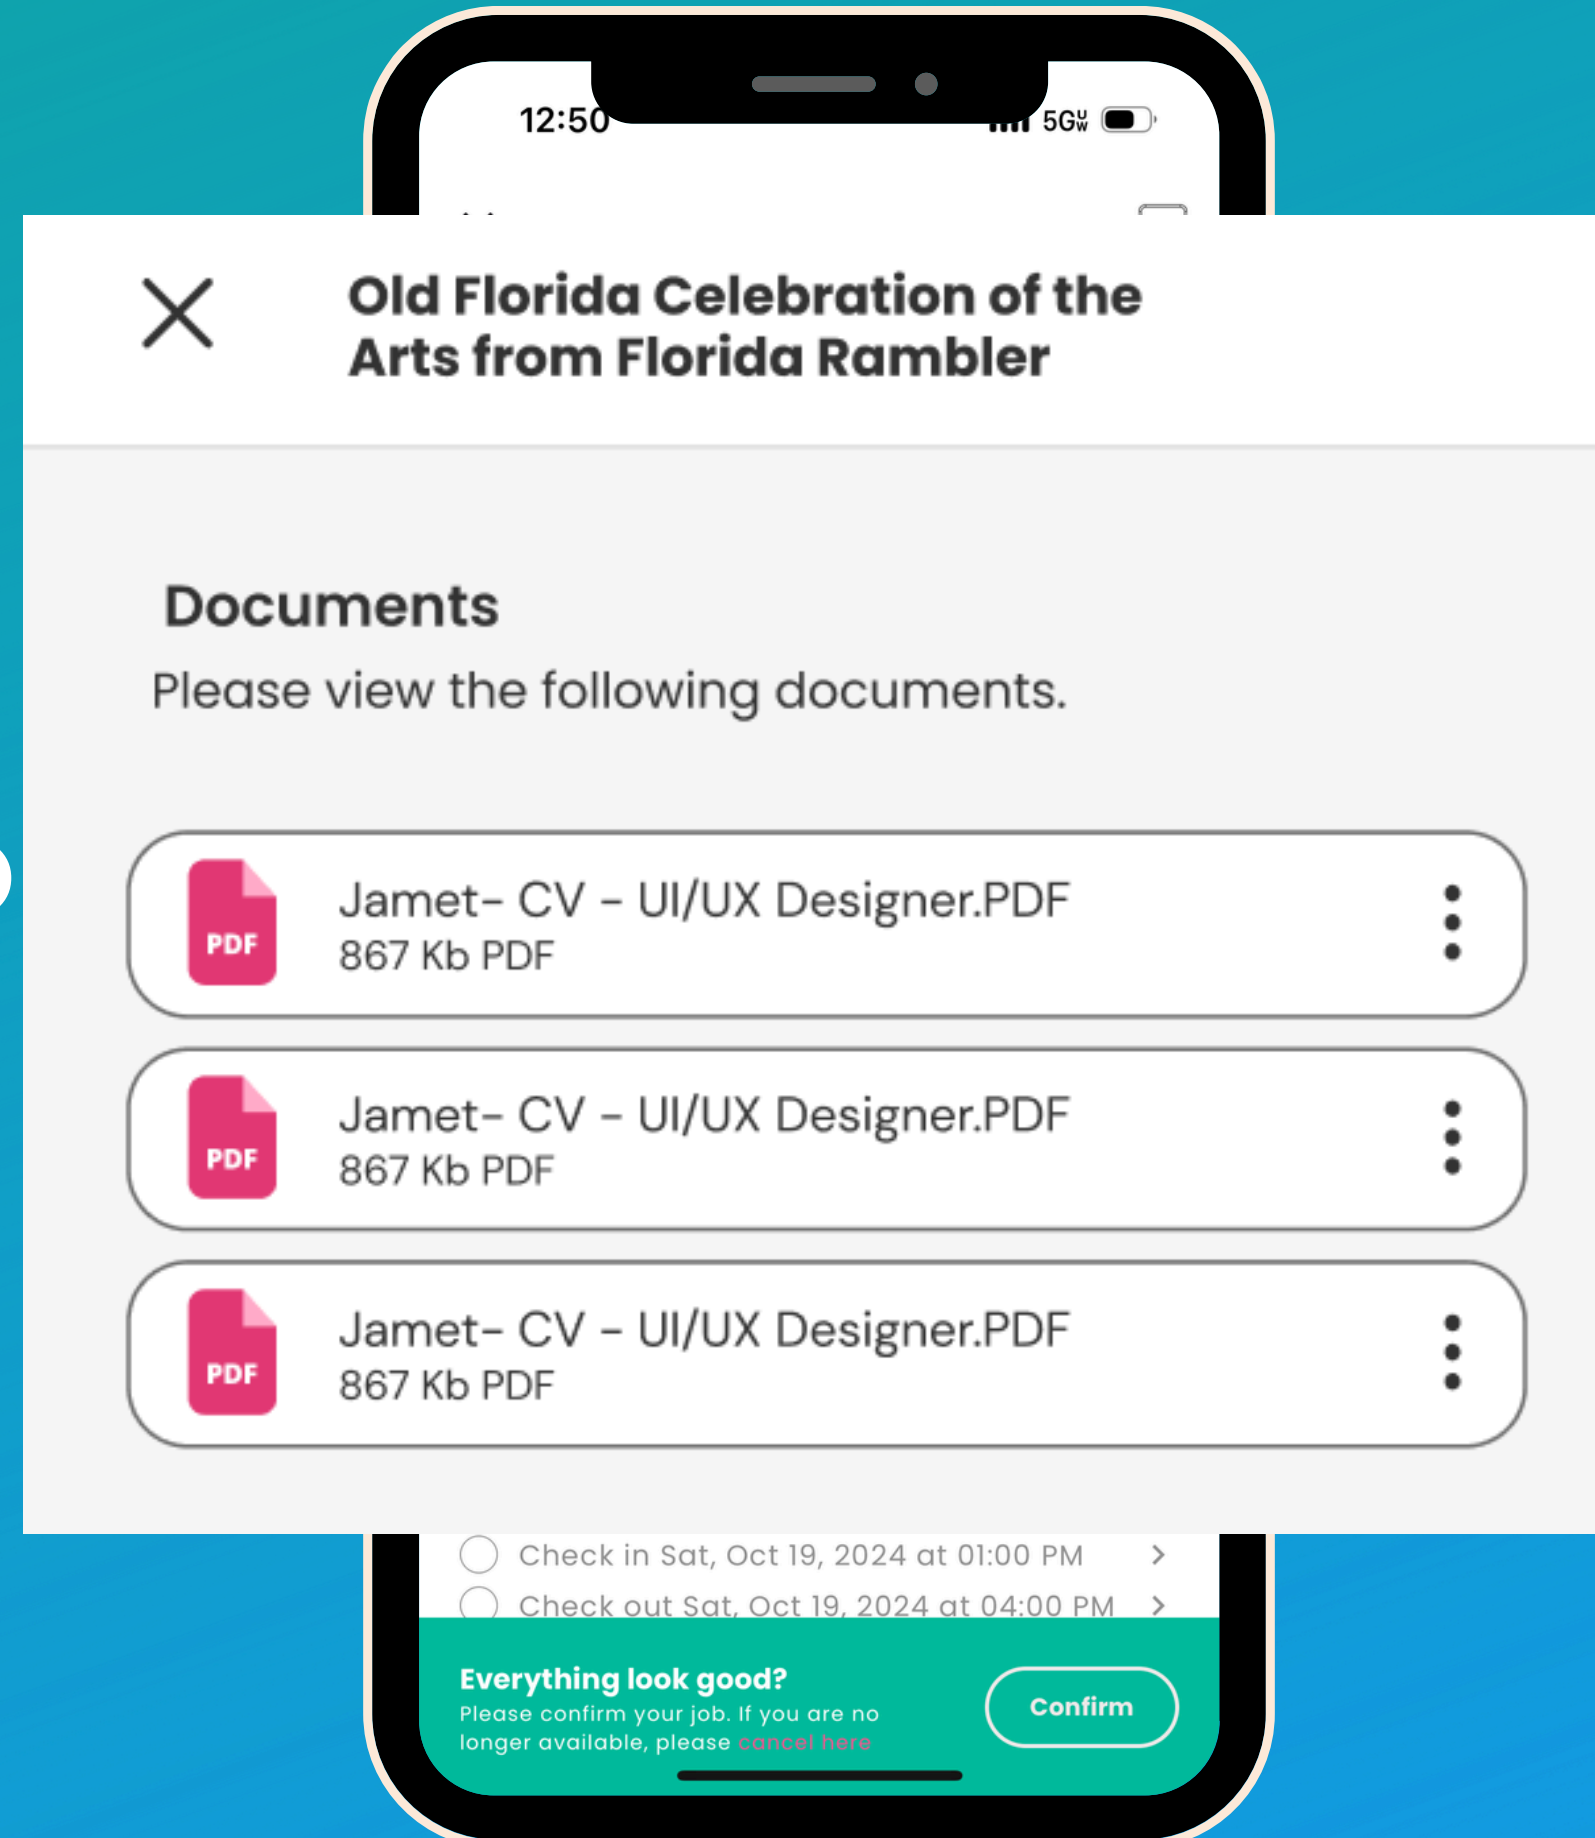 12:50
5G UW
Old Florida Celebration of the
Arts from Florida Rambler
Documents
Please view the following documents.
PDF
Jamet- CV - UI/UX Designer.PDF
867 Kb PDF
PDF
Jamet- CV - UI/UX Designer.PDF
867 Kb PDF
PDF
Jamet- CV - UI/UX Designer.PDF
867 Kb PDF
Check in Sat, Oct 19, 2024 at 01:00 PM
Check out Sat, Oct 19, 2024 at 04:00 PM
Everything look good?
Please confirm your job. If you are no
longer available, please cancel here
Confirm